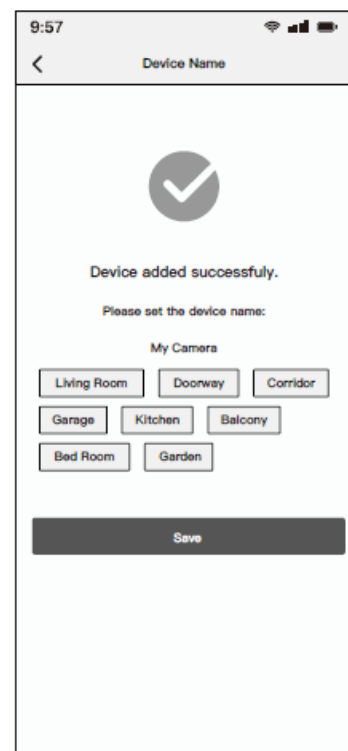 9:57
Device Name
Device added successfuly.
Please set the device name:
My Camera
Living Room Doorway Corridor
Garage Kitchen Balcony
Bed Room Garden
Save